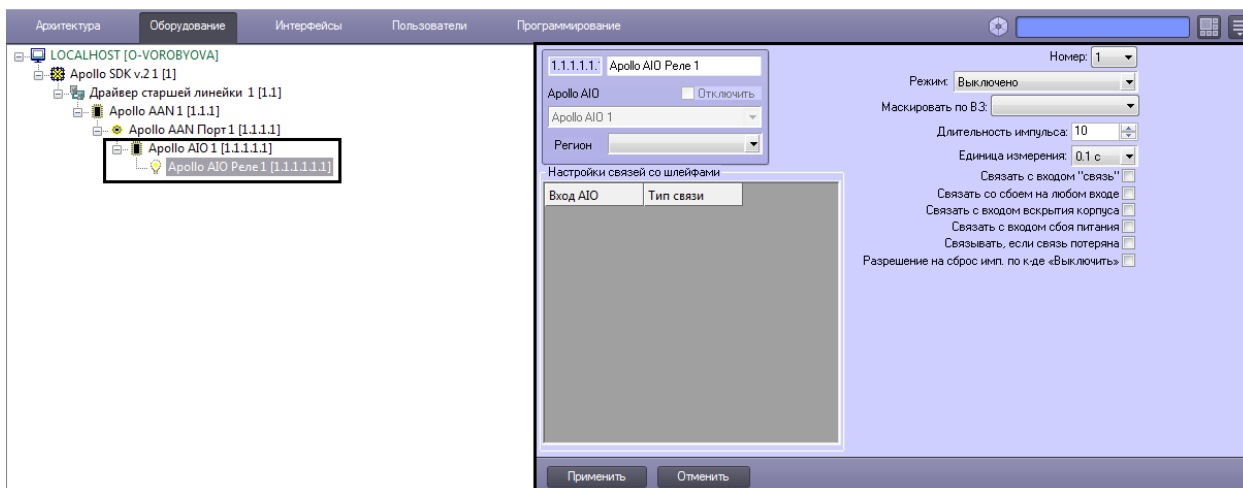 Архитектура Оборудование Интерфейсы Пользователи Программирование
LOCALHOST [O-VOROBYOVA]
Apollo SDK v.2 1 [1]
Драйвер старшей линейки 1 [1.1]
Apollo AAN 1 [1.1.1]
Apollo AAN Порт 1 [1.1.1.1]
Apollo AIO 1 [1.1.1.1.1]
Apollo AIO Реле 1 [1.1.1.1.1.1]
1.1.1.1.1. Apollo AIO Реле 1
Apollo AIO Отключить
Apollo AIO 1
Регион
Настройки связей со шлейфами
Вход AIO Тип связи
Номер: 1
Режим: Выключено
Маскировать по ВЗ:
Длительность импульса: 10
Единица измерения: 0.1 с
Связать с входом "связь"
Связать со сбоем на любом входе
Связать с входом вскрытия корпуса
Связать с входом сбоя питания
Связывать, если связь потеряна
Разрешение на сброс имп. по к-де «Выключить»
Применить Отменить